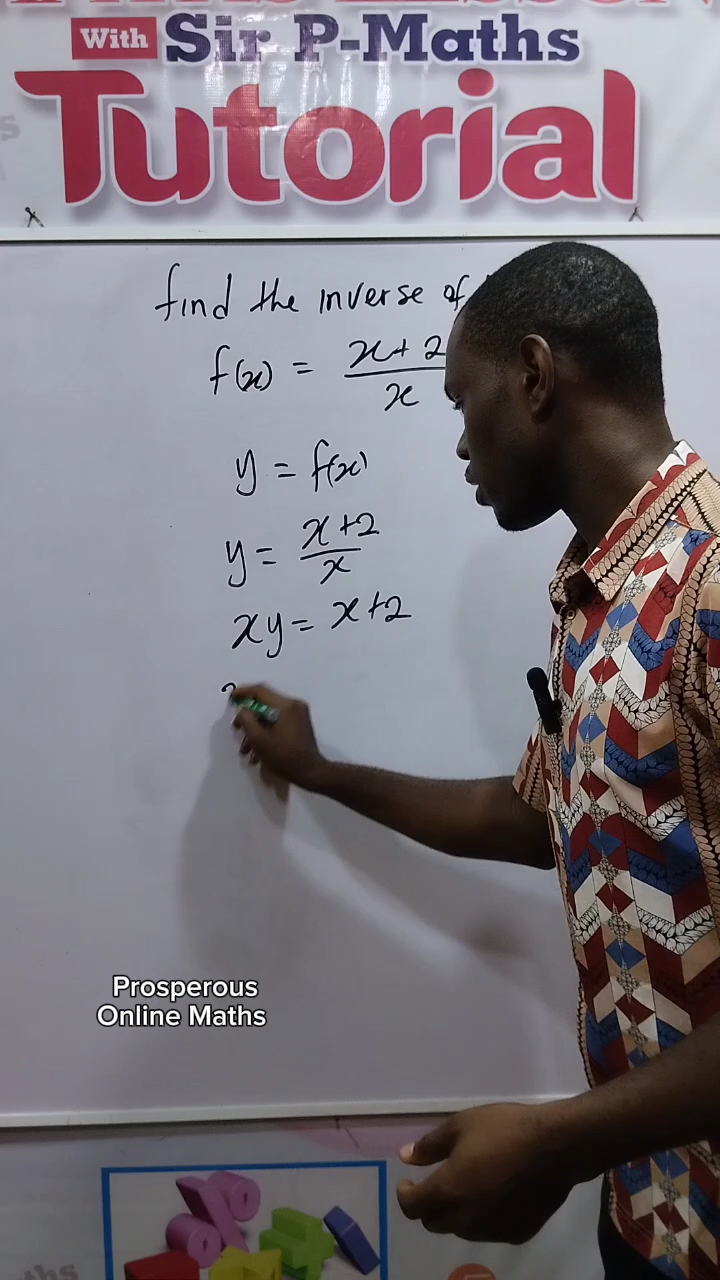 With Sir P-Maths
Tutorial
find the inverse of
f(x) = x+2/x
y = f(x)
y = x+2/x
xy = x+2
Prosperous
Online Maths